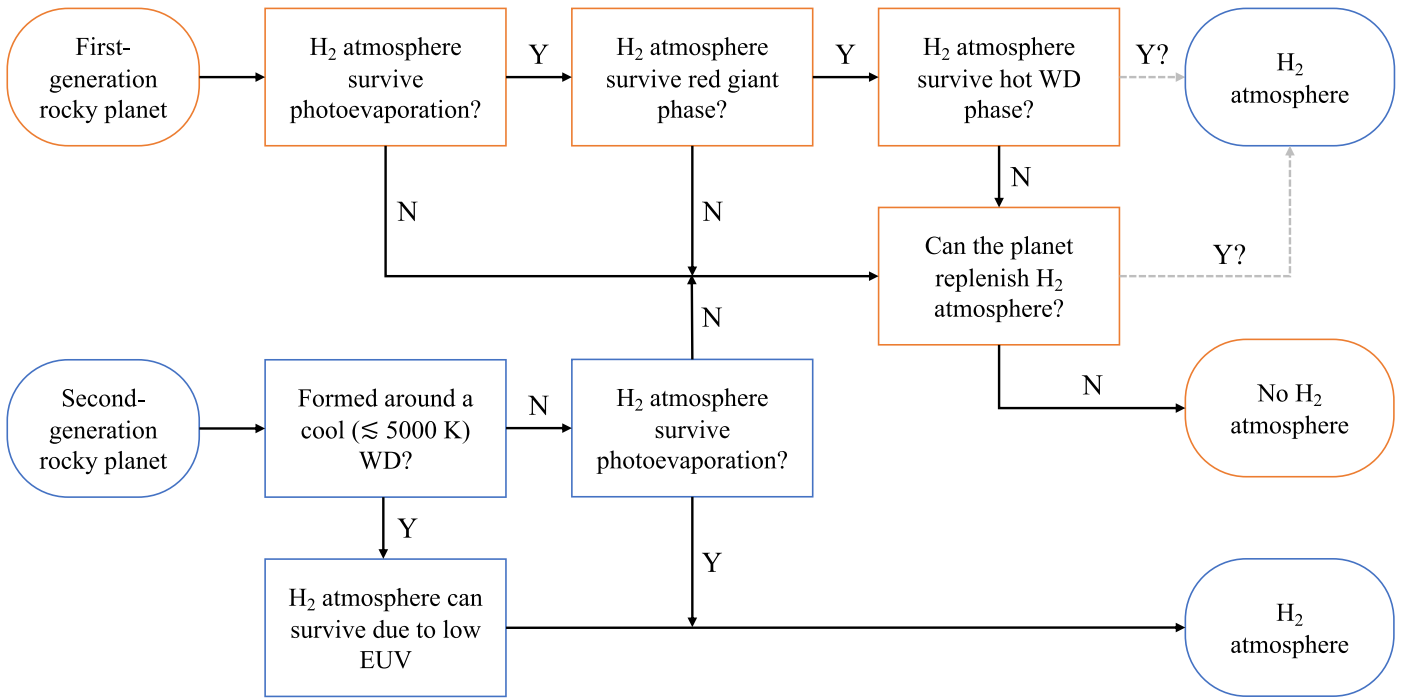 First-
generation
rocky planet
H₂ atmosphere
survive
photoevaporation?
Y
H₂ atmosphere
survive red giant
phase?
Y
H₂ atmosphere
survive hot WD
phase?
Y?
H₂
atmosphere
N
N
N
Can the planet
replenish H₂
atmosphere?
Y?
N
N
No H₂
atmosphere
Second-
generation
rocky planet
Formed around a
cool (≲ 5000 K)
WD?
N
H₂ atmosphere
survive
photoevaporation?
Y
Y
H₂ atmosphere can
survive due to low
EUV
H₂
atmosphere